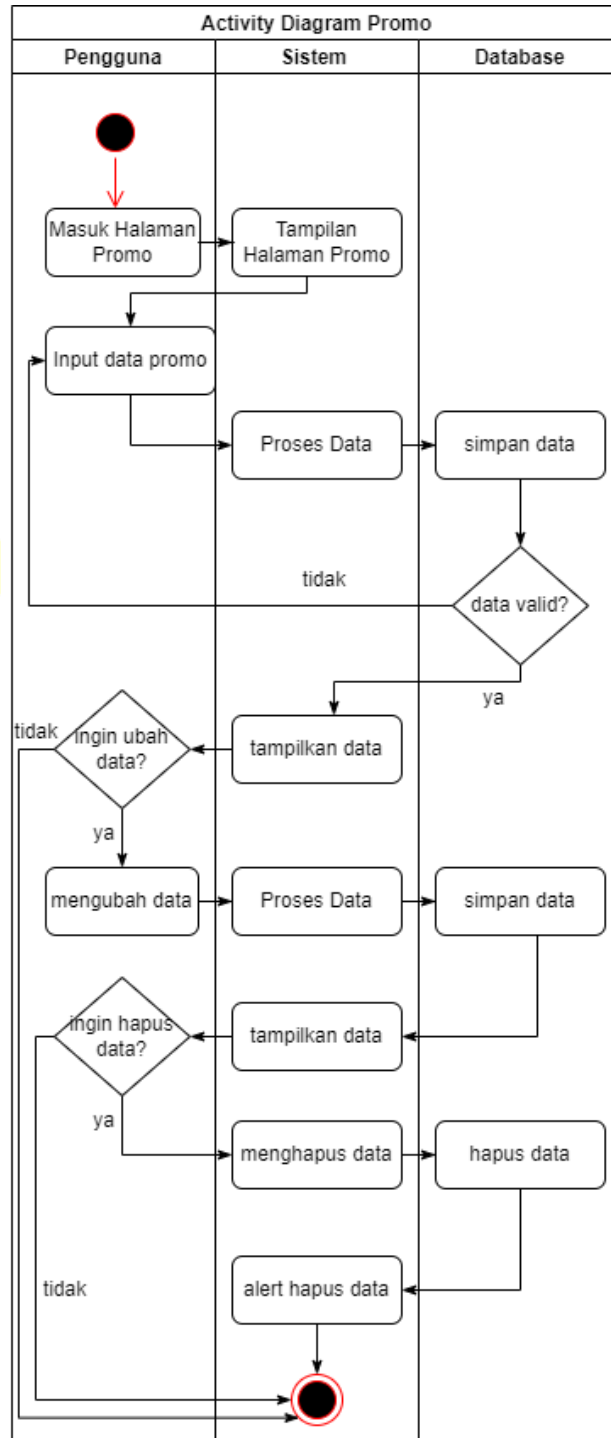 Activity Diagram Promo
Pengguna
Sistem
Database
Masuk Halaman
Promo
Tampilan
Halaman Promo
Input data promo
Proses Data
simpan data
tidak
data valid?
ya
tidak
ingin ubah
data?
tampilkan data
ya
mengubah data
Proses Data
simpan data
ingin hapus
data?
tampilkan data
ya
menghapus data
hapus data
tidak
alert hapus data